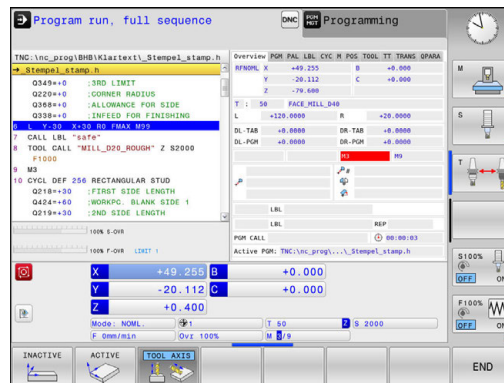 Program run, full sequence
DNC
PGM MGT
Programming
TNC:\nc_prog\BHB\Klartext\_Stempel_stamp.h
→_Stempel_stamp.h
Q349=+0 ;3RD LIMIT
Q220=+0 ;CORNER RADIUS
Q368=+0 ;ALLOWANCE FOR SIDE
Q338=+0 ;INFEED FOR FINISHING
6 L Y-30 X+30 R0 FMAX M99
7 CALL LBL "safe"
8 TOOL CALL "MILL_D20_ROUGH" Z S2000
F1000
9 M3
10 CYCL DEF 256 RECTANGULAR STUD
Q218=+30 ;FIRST SIDE LENGTH
Q424=+60 ;WORKPC. BLANK SIDE 1
Q219=+30 ;2ND SIDE LENGTH
100% S-OVR
100% F-OVR LIMIT 1
Overview PGM PAL LBL CYC M POS TOOL TT TRANS QPARA
RFNOML X +49.255 B +0.000
Y -20.112 C +0.000
Z -79.600
T : 50 FACE_MILL_D40
L +120.0000 R +20.0000
DL-TAB +0.0000 DR-TAB +0.0000
DL-PGM +0.0000 DR-PGM +0.0000
M3 M9
LBL
LBL REP
PGM CALL 00:00:03
Active PGM: TNC:\nc_prog\...\_Stempel_stamp.h
X +49.255 B +0.000
Y -20.112 C +0.000
Z +0.400
Mode: NOML. 1 T 50 Z S 2000
F 0mm/min Ovr 100% M 3/9
M
S
T
S100%
OFF ON
F100%
OFF ON
INACTIVE
ACTIVE
TOOL AXIS
END